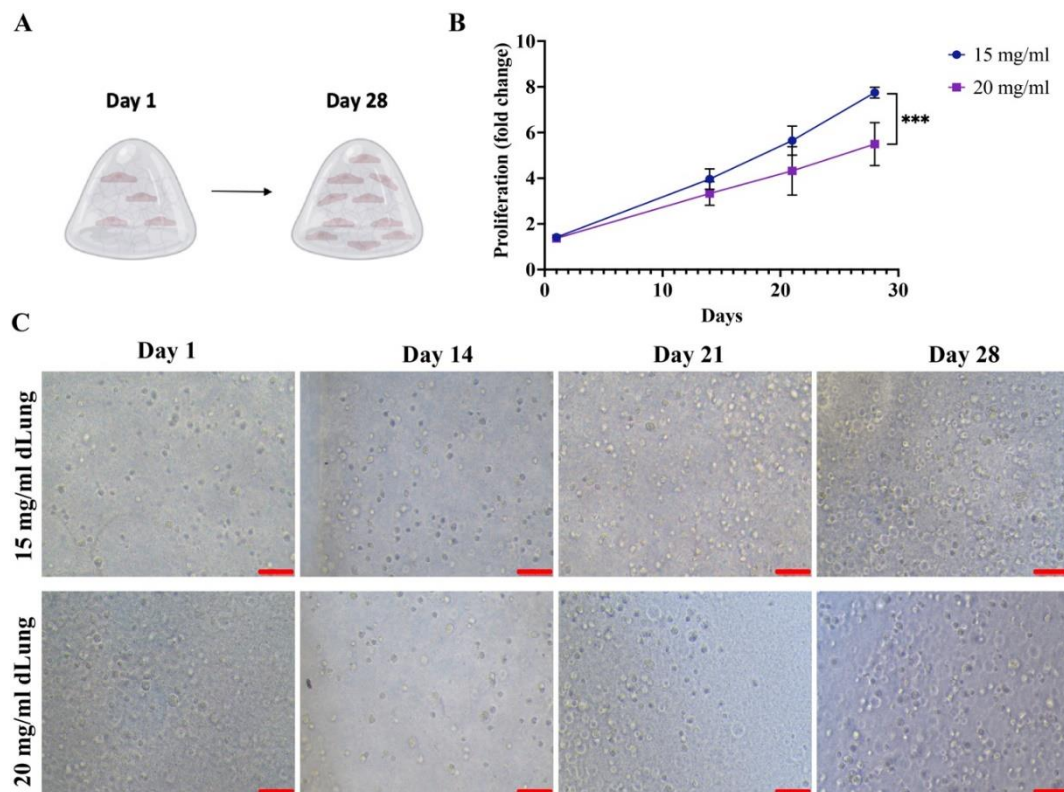 A
Day 1
Day 28
B
Proliferation (fold change)
10
8
6
4
2
0
0
10
20
30
Days
15 mg/ml
20 mg/ml
***
C
Day 1
Day 14
Day 21
Day 28
15 mg/ml dLung
20 mg/ml dLung